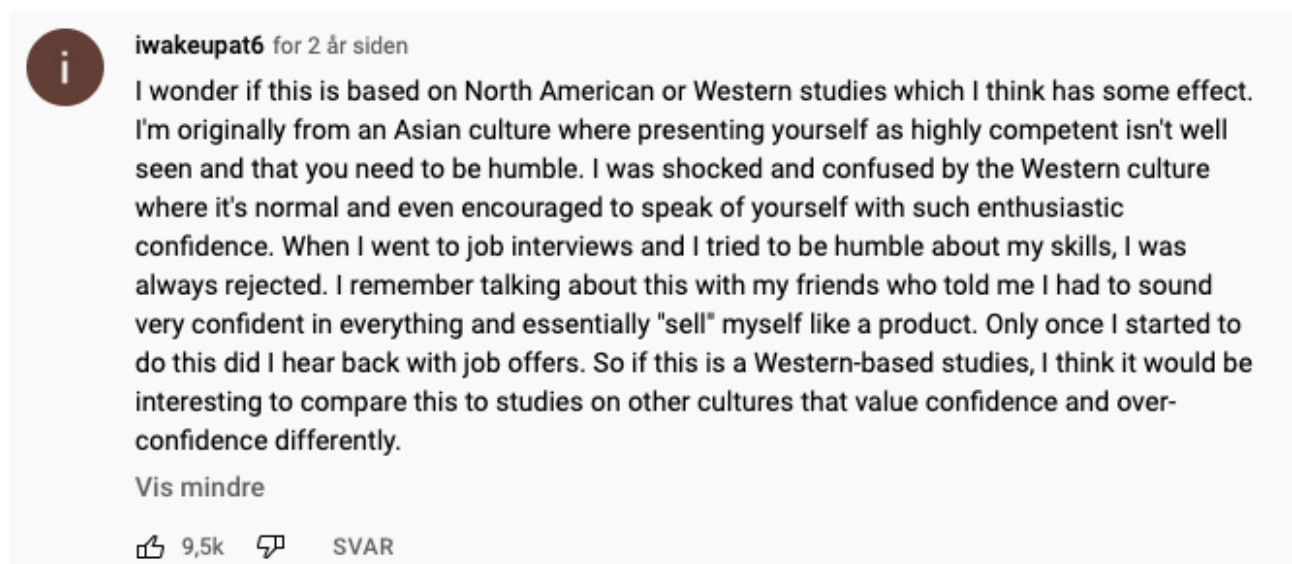 i
iwakeupat6 for 2 år siden
I wonder if this is based on North American or Western studies which I think has some effect.
I'm originally from an Asian culture where presenting yourself as highly competent isn't well
seen and that you need to be humble. I was shocked and confused by the Western culture
where it's normal and even encouraged to speak of yourself with such enthusiastic
confidence. When I went to job interviews and I tried to be humble about my skills, I was
always rejected. I remember talking about this with my friends who told me I had to sound
very confident in everything and essentially "sell" myself like a product. Only once I started to
do this did I hear back with job offers. So if this is a Western-based studies, I think it would be
interesting to compare this to studies on other cultures that value confidence and over-
confidence differently.
Vis mindre
9,5k SVAR